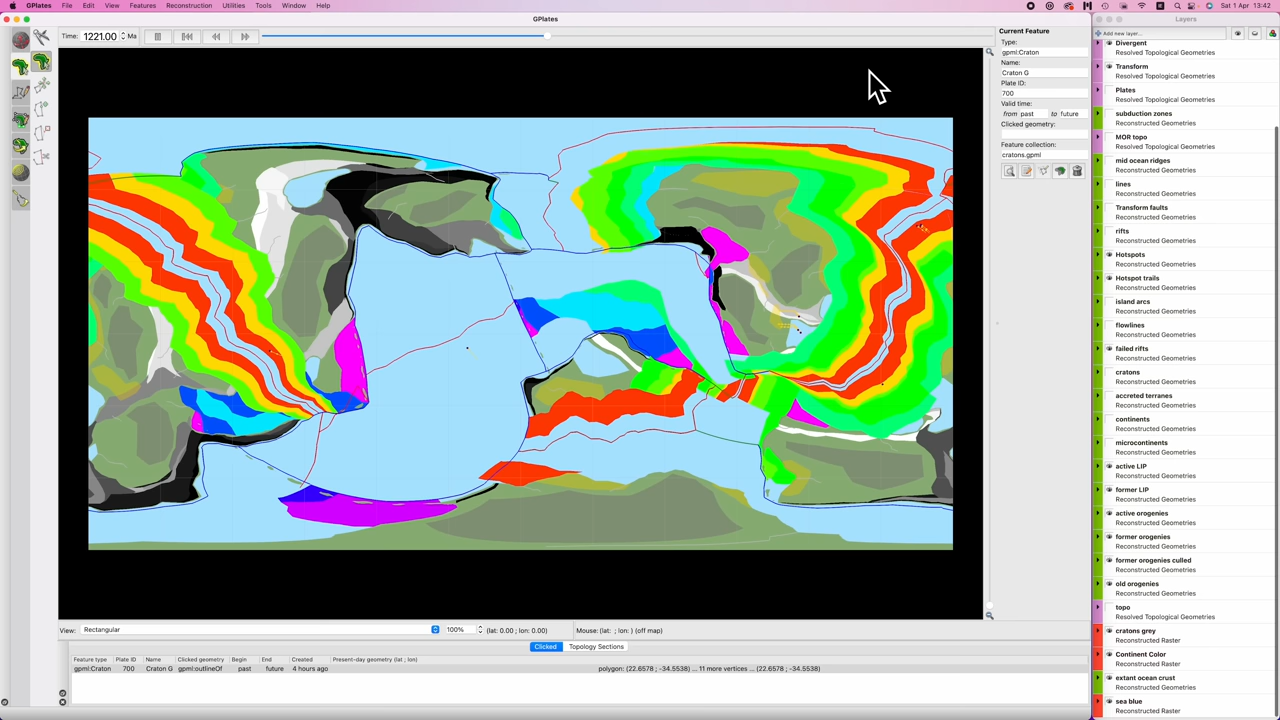 GPlates File Edit View Features Reconstruction Utilities Tools Window Help
Sat 1 Apr 13:42
GPlates
Layers
Time: 1221.00 Ma
Add new layer...
Current Feature
Type:
gpml:Craton
Name:
Craton G
Plate ID:
700
Valid time:
from past to future
Clicked geometry:
Feature collection:
cratons.gpml
Divergent
Resolved Topological Geometries
Transform
Resolved Topological Geometries
Plates
Resolved Topological Geometries
subduction zones
Reconstructed Geometries
MOR topo
Resolved Topological Geometries
mid ocean ridges
Reconstructed Geometries
lines
Reconstructed Geometries
Transform faults
Reconstructed Geometries
rifts
Reconstructed Geometries
Hotspots
Reconstructed Geometries
Hotspot trails
Reconstructed Geometries
island arcs
Reconstructed Geometries
flowlines
Reconstructed Geometries
failed rifts
Reconstructed Geometries
cratons
Reconstructed Geometries
accreted terranes
Reconstructed Geometries
continents
Reconstructed Geometries
microcontinents
Reconstructed Geometries
active LIP
Reconstructed Geometries
former LIP
Reconstructed Geometries
active orogenies
Reconstructed Geometries
former orogenies
Reconstructed Geometries
former orogenies culled
Reconstructed Geometries
old orogenies
Reconstructed Geometries
topo
Resolved Topological Geometries
cratons grey
Reconstructed Raster
Continent Color
Reconstructed Raster
extant ocean crust
Reconstructed Geometries
sea blue
Reconstructed Raster
View: Rectangular 100% (lat: 0.00 ; lon: 0.00) Mouse: (lat: ; lon: ) (off map)
Clicked Topology Sections
Feature type Plate ID Name Clicked geometry Begin End Created Present-day geometry (lat ; lon)
gpml:Craton 700 Craton G gpml:outlineOf past future 4 hours ago polygon: (22.6578 ; -34.5538) ... 11 more vertices ... (22.6578 ; -34.5538)